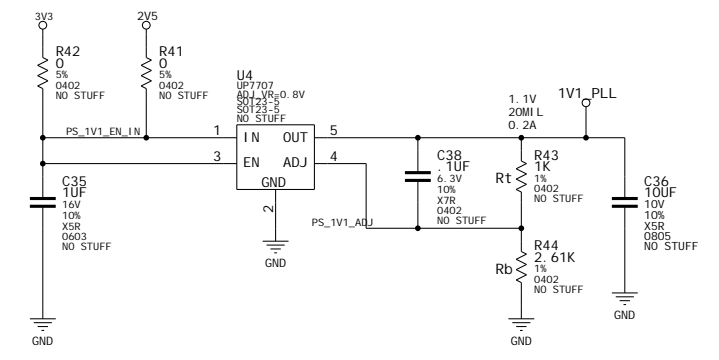 3V3
2V5
R42
0
5%
0402
NO STUFF
R41
0
5%
0402
NO STUFF
U4
UP7707
ADJ VR=0.8V
SOT23-5
SOT23-5
NO STUFF
PS_1V1_EN_IN
1
IN
OUT
5
3
EN
ADJ
4
GND
2
GND
PS_1V1_ADJ
1.1V
20MIL
0.2A
1V1_PLL
C38
.1UF
6.3V
10%
X7R
0402
NO STUFF
Rt
R43
1K
1%
0402
NO STUFF
C35
1UF
16V
10%
X5R
0603
NO STUFF
C36
10UF
10V
10%
X5R
0805
NO STUFF
Rb
R44
2.61K
1%
0402
NO STUFF
GND
GND
GND